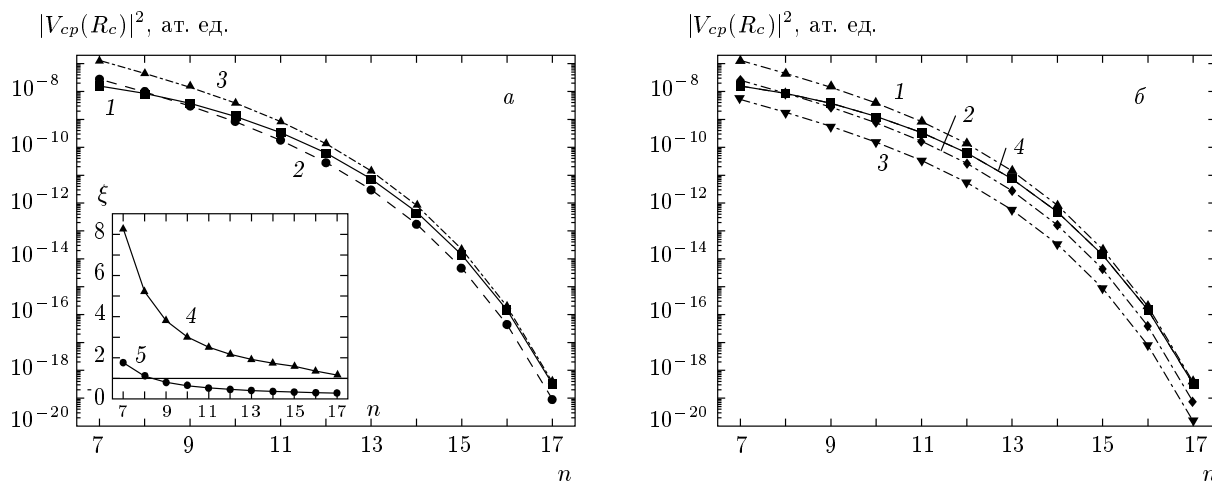 |V_{cp}(R_c)|^2, ат. ед.
10^{-8}
10^{-10}
10^{-12}
10^{-14}
10^{-16}
10^{-18}
10^{-20}
7 9 11 13 15 17
n
а
1
2
3
ξ
8
6
4
2
0
7 9 11 13 15 17 n
4
5
|V_{cp}(R_c)|^2, ат. ед.
10^{-8}
10^{-10}
10^{-12}
10^{-14}
10^{-16}
10^{-18}
10^{-20}
7 9 11 13 15 17
n
б
1
2
3
4